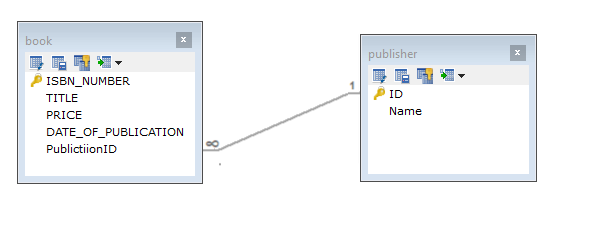 book
ISBN_NUMBER
TITLE
PRICE
DATE_OF_PUBLICATION
PublictiionID
∞
1
publisher
ID
Name